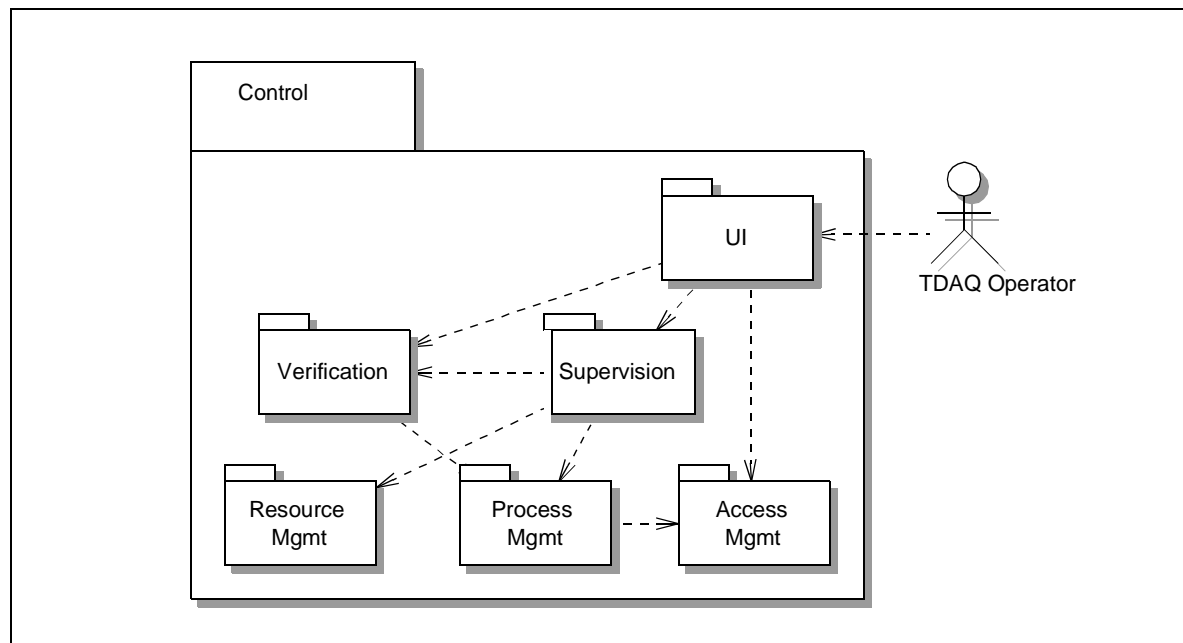 Control
UI
TDAQ Operator
Verification
Supervision
Resource
Mgmt
Process
Mgmt
Access
Mgmt